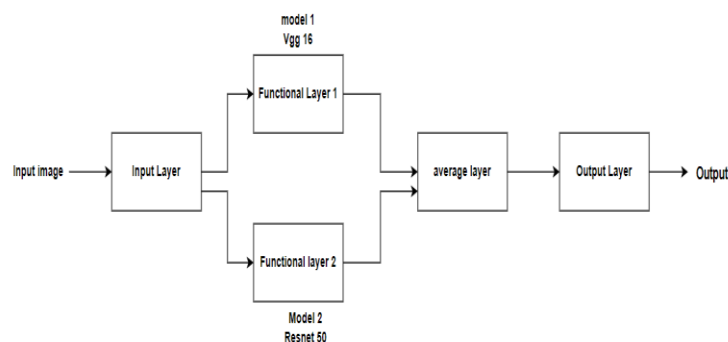 model 1
Vgg 16
Functional Layer 1
Input image
Input Layer
average layer
Output Layer
Output
Functional layer 2
Model 2
Resnet 50